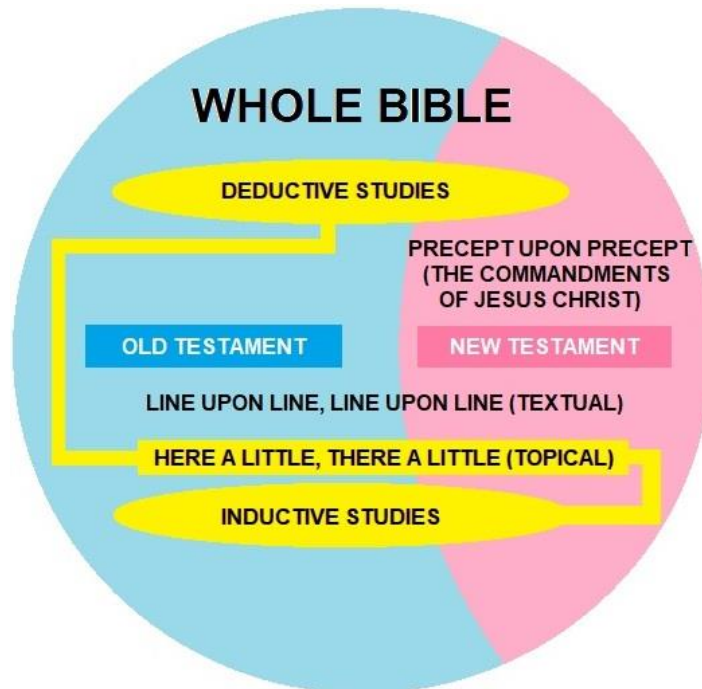 WHOLE BIBLE
DEDUCTIVE STUDIES
PRECEPT UPON PRECEPT
(THE COMMANDMENTS
OF JESUS CHRIST)
OLD TESTAMENT
NEW TESTAMENT
LINE UPON LINE, LINE UPON LINE (TEXTUAL)
HERE A LITTLE, THERE A LITTLE (TOPICAL)
INDUCTIVE STUDIES